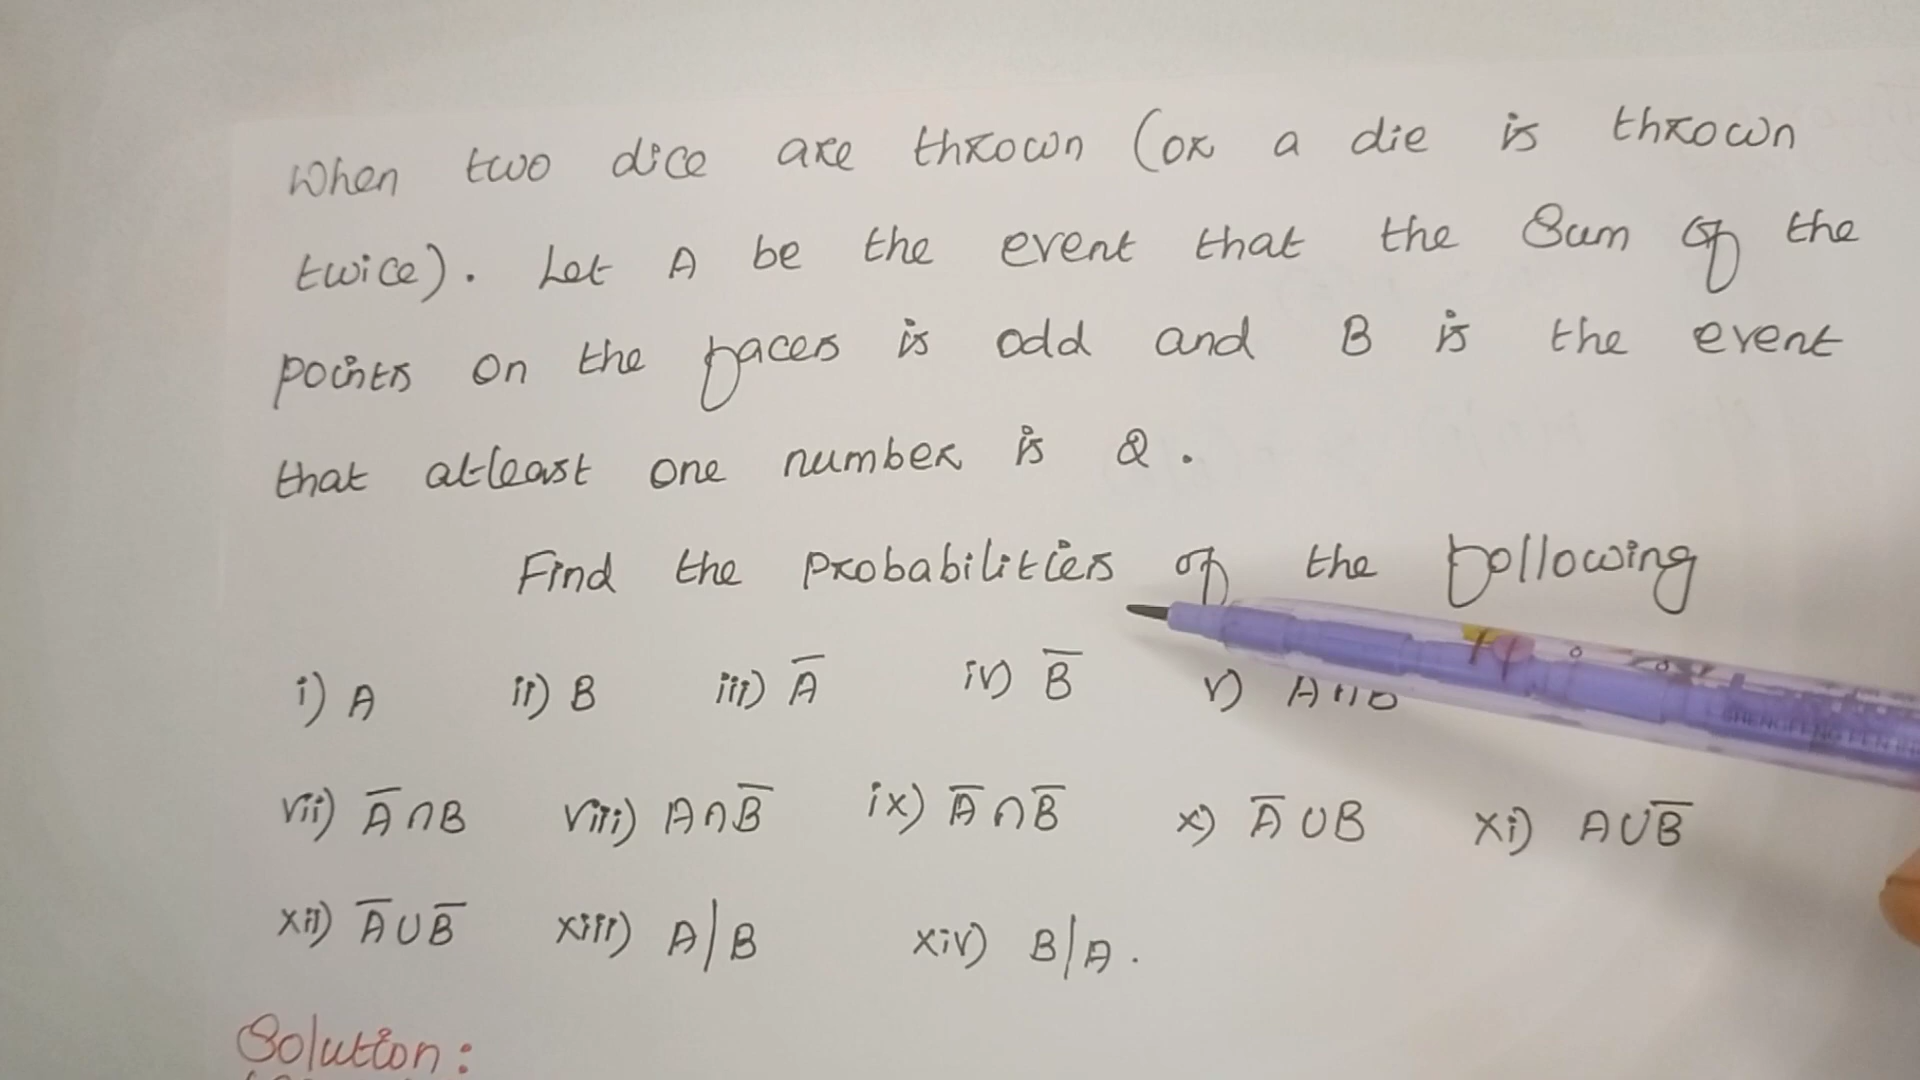 When two dice are thrown (or a die is thrown
twice). Let A be the event that the Sum of the
points on the faces is odd and B is the event
that atleast one number is 2.
Find the Probabilities of the following
i) A ii) B iii) A̅ iv) B̅ v) A∩B
vii) A̅∩B viii) A∩B̅ ix) A̅∩B̅ x) A̅∪B xi) A∪B̅
xii) A̅∪B̅ xiii) A|B xiv) B|A.
Solution: